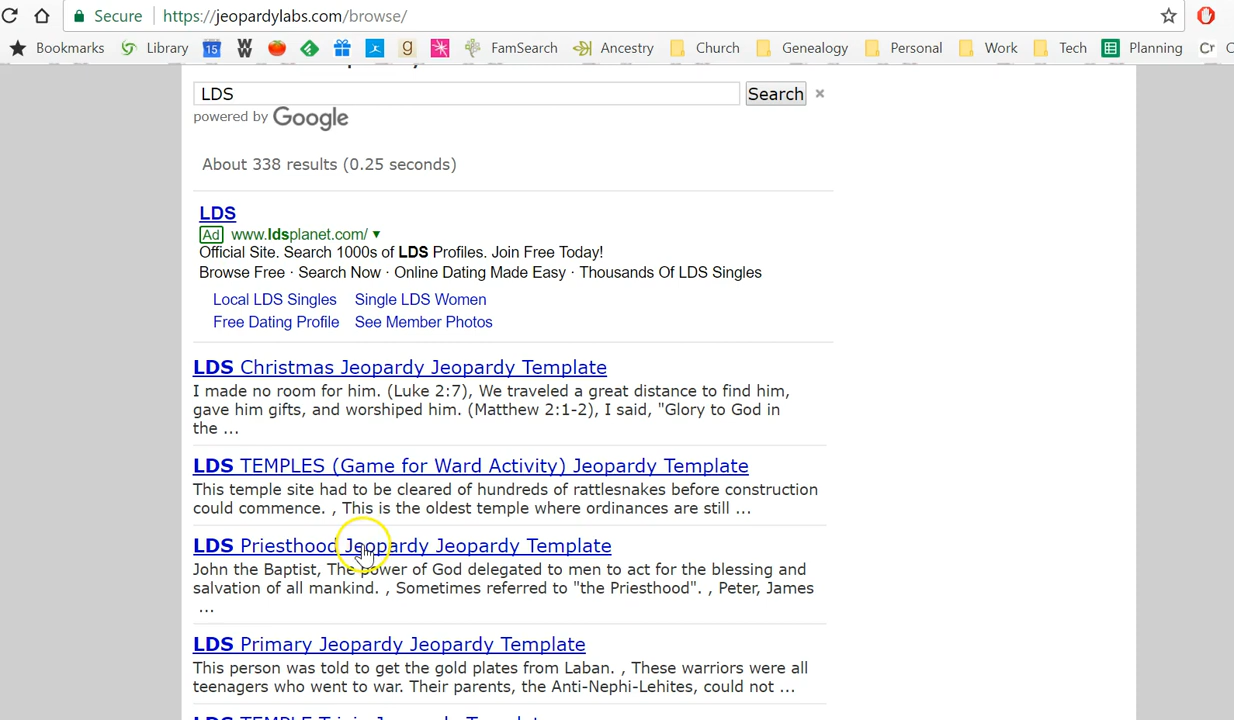 Secure https://jeopardylabs.com/browse/
Bookmarks Library 15 W g FamSearch Ancestry Church Genealogy Personal Work Tech Planning Cr
LDS Search ×
powered by Google
About 338 results (0.25 seconds)
LDS
Ad www.ldsplanet.com/
Official Site. Search 1000s of LDS Profiles. Join Free Today!
Browse Free · Search Now · Online Dating Made Easy · Thousands Of LDS Singles
Local LDS Singles Single LDS Women
Free Dating Profile See Member Photos
LDS Christmas Jeopardy Jeopardy Template
I made no room for him. (Luke 2:7), We traveled a great distance to find him,
gave him gifts, and worshiped him. (Matthew 2:1-2), I said, "Glory to God in
the ...
LDS TEMPLES (Game for Ward Activity) Jeopardy Template
This temple site had to be cleared of hundreds of rattlesnakes before construction
could commence. , This is the oldest temple where ordinances are still ...
LDS Priesthood Jeopardy Jeopardy Template
John the Baptist, The power of God delegated to men to act for the blessing and
salvation of all mankind. , Sometimes referred to "the Priesthood". , Peter, James
...
LDS Primary Jeopardy Jeopardy Template
This person was told to get the gold plates from Laban. , These warriors were all
teenagers who went to war. Their parents, the Anti-Nephi-Lehites, could not ...
LDS TEMPLE Trivia Jeopardy Template